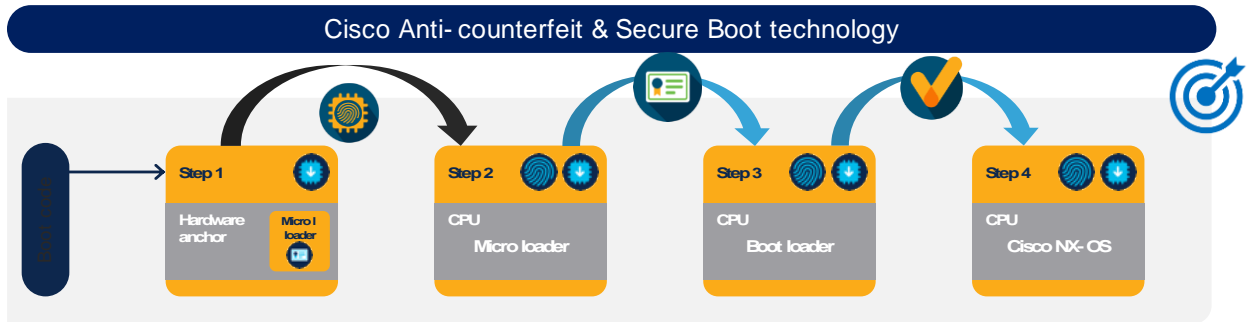 Cisco Anti- counterfeit & Secure Boot technology
Step 1
Hardware
anchor
Micro l
loader
Step 2
CPU
Micro loader
Step 3
CPU
Boot loader
Step 4
CPU
Cisco NX- OS